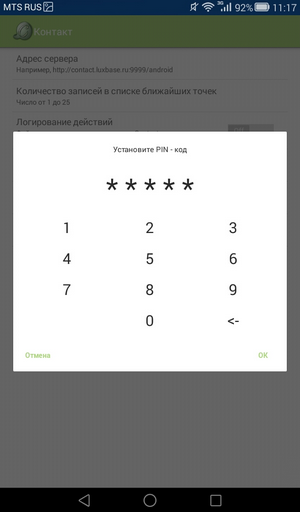 MTS RUS 3G 92% 11:17
Контакт
Адрес сервера
Например, http://contact.luxbase.ru:9999/android
Количество записей в списке ближайших точек
Число от 1 до 25
Логирование действий
Установите PIN - код
* * * * *
1 2 3
4 5 6
7 8 9
0 <-
Отмена OK